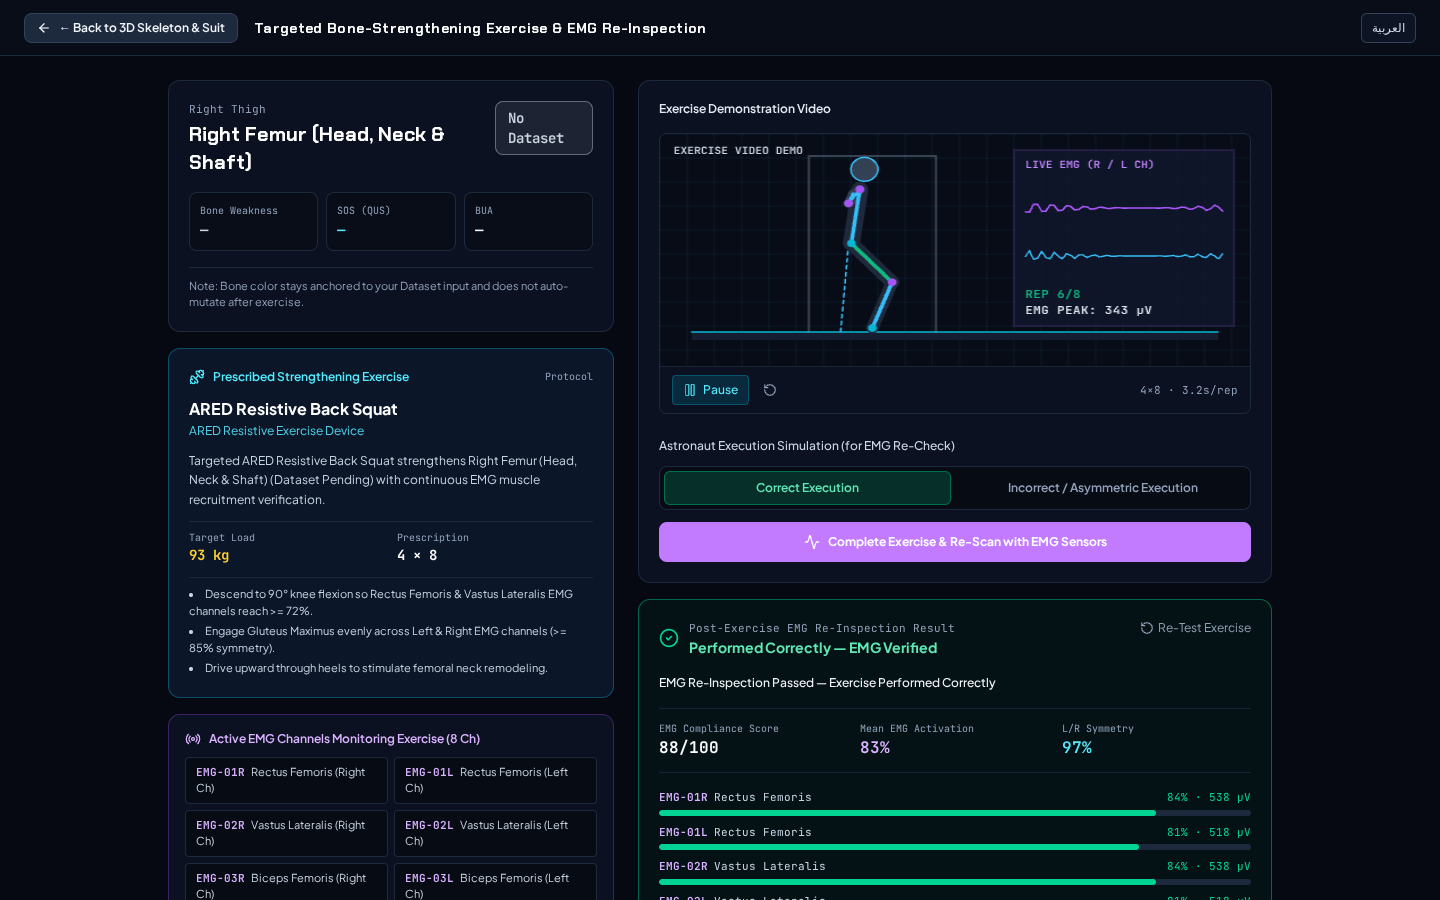 ← Back to 3D Skeleton & Suit
Targeted Bone-Strengthening Exercise & EMG Re-Inspection
العربية
Right Thigh
Right Femur (Head, Neck &
Shaft)
No
Dataset
Bone Weakness
—
SOS (QUS)
—
BUA
—
Note: Bone color stays anchored to your Dataset input and does not auto-
mutate after exercise.
Prescribed Strengthening Exercise
Protocol
ARED Resistive Back Squat
ARED Resistive Exercise Device
Targeted ARED Resistive Back Squat strengthens Right Femur (Head,
Neck & Shaft) (Dataset Pending) with continuous EMG muscle
recruitment verification.
Target Load
93 kg
Prescription
4 × 8
• Descend to 90° knee flexion so Rectus Femoris & Vastus Lateralis EMG
channels reach >= 72%.
• Engage Gluteus Maximus evenly across Left & Right EMG channels (>=
85% symmetry).
• Drive upward through heels to stimulate femoral neck remodeling.
Active EMG Channels Monitoring Exercise (8 Ch)
EMG-01R Rectus Femoris (Right
Ch)
EMG-01L Rectus Femoris (Left
Ch)
EMG-02R Vastus Lateralis (Right
Ch)
EMG-02L Vastus Lateralis (Left
Ch)
EMG-03R Biceps Femoris (Right
Ch)
EMG-03L Biceps Femoris (Left
Ch)
Exercise Demonstration Video
EXERCISE VIDEO DEMO
LIVE EMG (R / L CH)
REP 6/8
EMG PEAK: 343 µV
Pause
4×8 · 3.2s/rep
Astronaut Execution Simulation (for EMG Re-Check)
Correct Execution
Incorrect / Asymmetric Execution
Complete Exercise & Re-Scan with EMG Sensors
Post-Exercise EMG Re-Inspection Result
Performed Correctly — EMG Verified
Re-Test Exercise
EMG Re-Inspection Passed — Exercise Performed Correctly
EMG Compliance Score
88/100
Mean EMG Activation
83%
L/R Symmetry
97%
EMG-01R Rectus Femoris
84% · 538 µV
EMG-01L Rectus Femoris
81% · 518 µV
EMG-02R Vastus Lateralis
84% · 538 µV